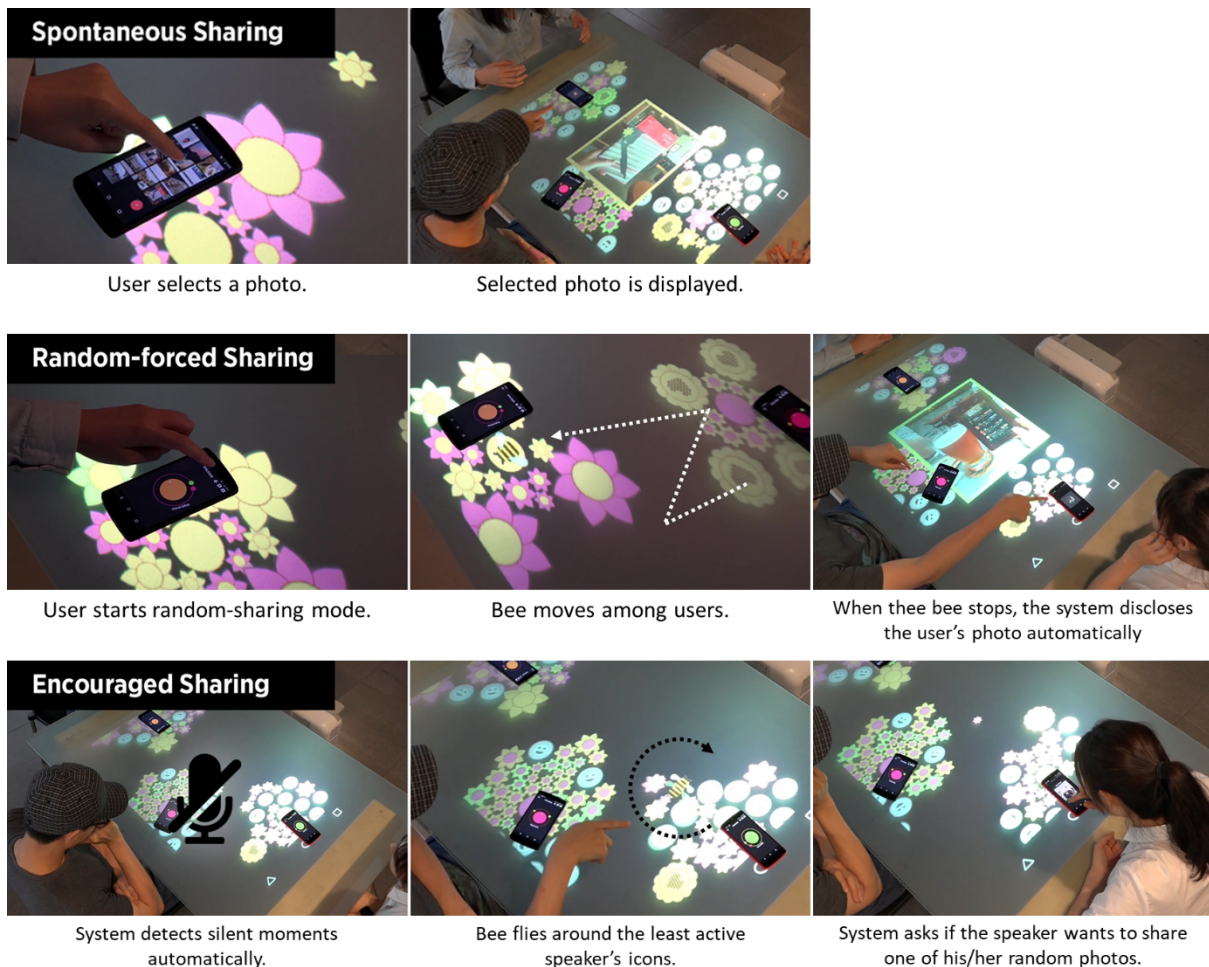 Spontaneous Sharing
User selects a photo.
Selected photo is displayed.
Random-forced Sharing
User starts random-sharing mode.
Bee moves among users.
When thee bee stops, the system discloses
the user's photo automatically
Encouraged Sharing
System detects silent moments
automatically.
Bee flies around the least active
speaker's icons.
System asks if the speaker wants to share
one of his/her random photos.